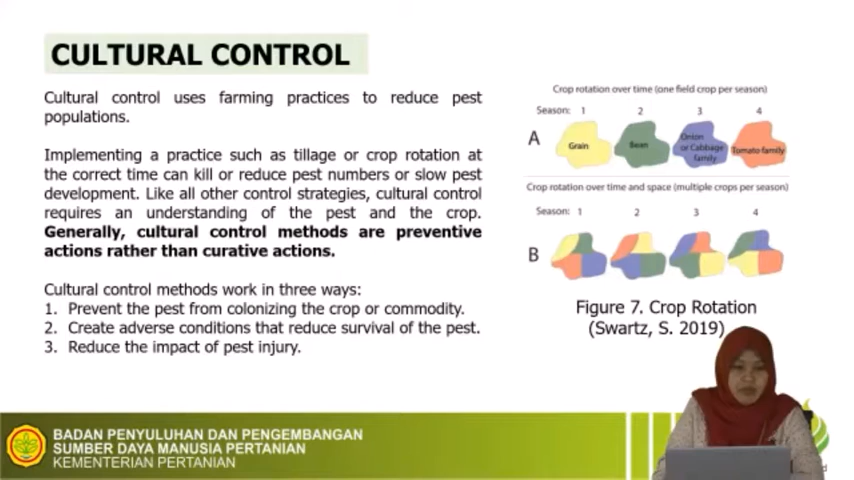 CULTURAL CONTROL
Cultural control uses farming practices to reduce pest
populations.
Implementing a practice such as tillage or crop rotation at
the correct time can kill or reduce pest numbers or slow pest
development. Like all other control strategies, cultural control
requires an understanding of the pest and the crop.
Generally, cultural control methods are preventive
actions rather than curative actions.
Cultural control methods work in three ways:
1. Prevent the pest from colonizing the crop or commodity.
2. Create adverse conditions that reduce survival of the pest.
3. Reduce the impact of pest injury.
Crop rotation over time (one field crop per season)
Season: 1 2 3 4
A
Grain
Bean
Onion
or Cabbage
family
Tomato family
Crop rotation over time and space (multiple crops per season)
Season: 1 2 3 4
B
Figure 7. Crop Rotation
(Swartz, S. 2019)
BADAN PENYULUHAN DAN PENGEMBANGAN
SUMBER DAYA MANUSIA PERTANIAN
KEMENTERIAN PERTANIAN